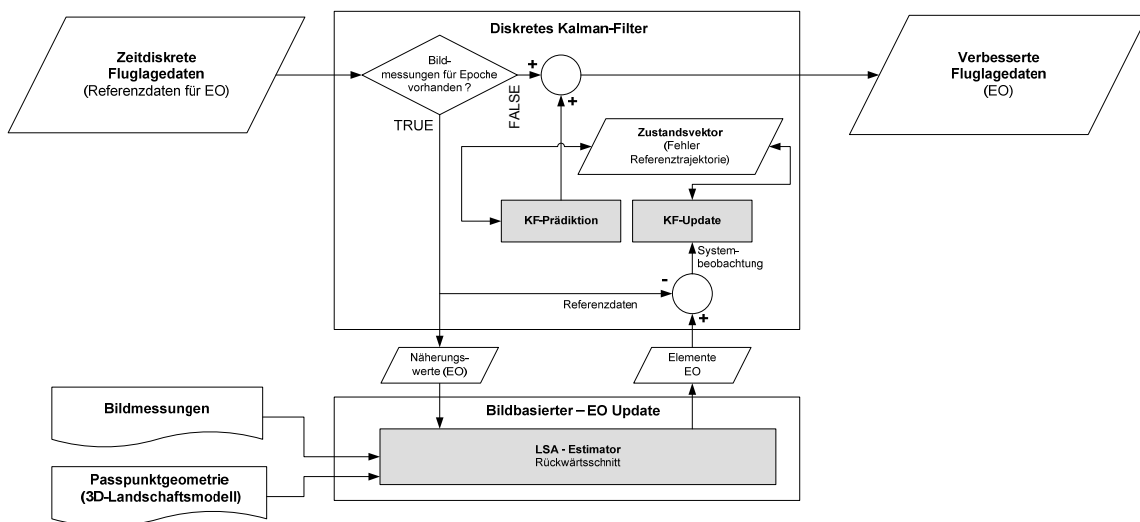 Diskretes Kalman-Filter
Zeitdiskrete
Fluglagedaten
(Referenzdaten für EO)
Bild-
messungen für Epoche
vorhanden ?
TRUE
FALSE
+
+
Verbesserte
Fluglagedaten
(EO)
Zustandsvektor
(Fehler
Referenztrajektorie)
KF-Prädiktion
KF-Update
System-
beobachtung
-
Referenzdaten
+
Näherungs-
werte (EO)
Elemente
EO
Bildmessungen
Bildbasierter – EO Update
LSA - Estimator
Rückwärtsschnitt
Passpunktgeometrie
(3D-Landschaftsmodell)